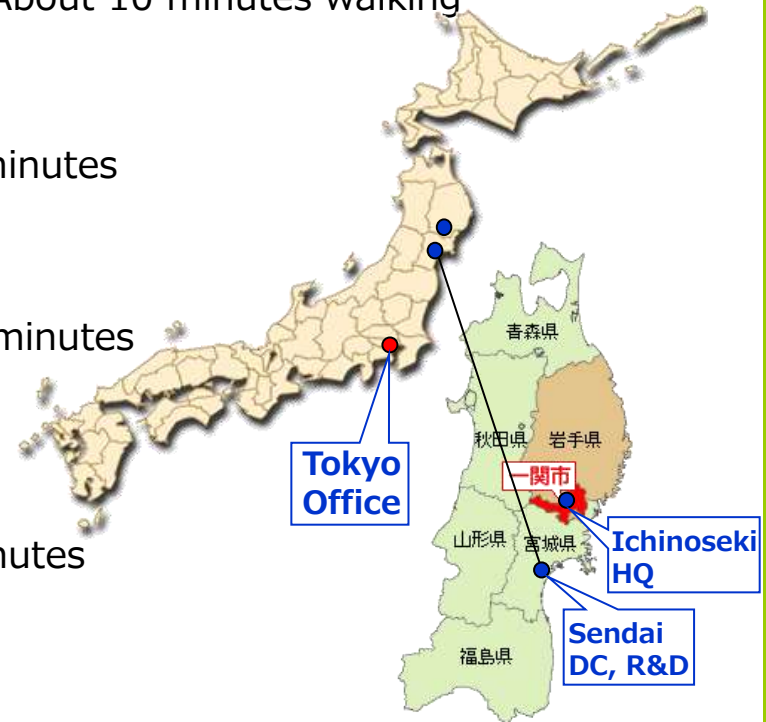 About 10 minutes walking
minutes
minutes
nutes
Tokyo
Office
青森県
秋田県
岩手県
一関市
山形県
宮城県
Ichinoseki
HQ
Sendai
DC, R&D
福島県